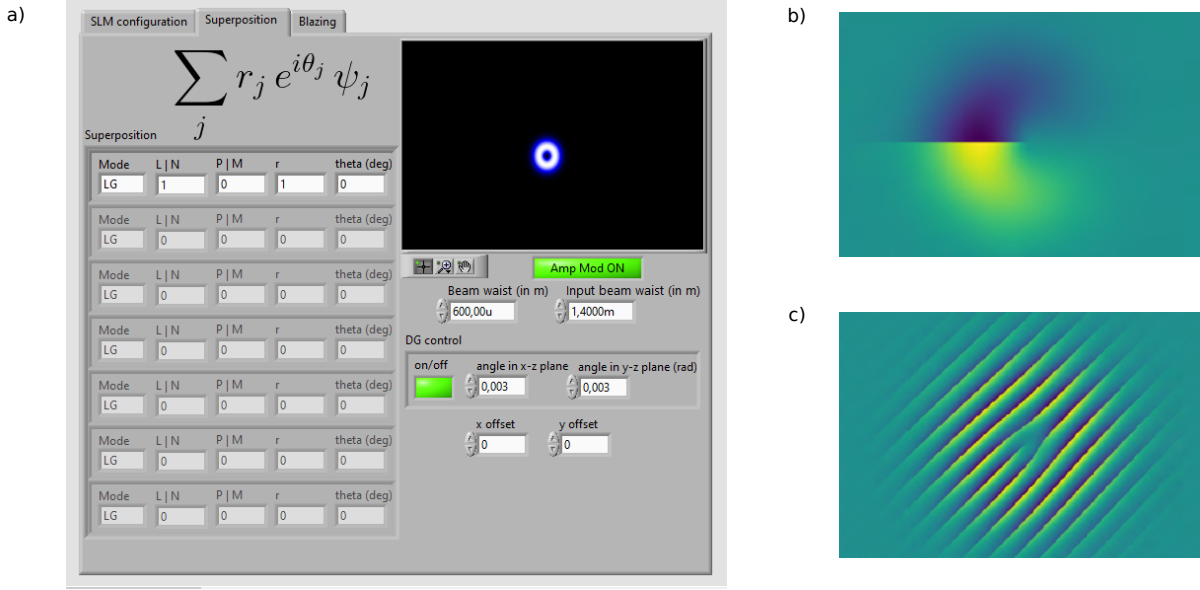 a)
SLM configuration Superposition Blazing
∑ r_j e^{iθ_j} ψ_j
j
Superposition
Mode L | N P | M r theta (deg)
LG 1 0 1 0
Mode L | N P | M r theta (deg)
LG 0 0 0 0
Mode L | N P | M r theta (deg)
LG 0 0 0 0
Mode L | N P | M r theta (deg)
LG 0 0 0 0
Mode L | N P | M r theta (deg)
LG 0 0 0 0
Mode L | N P | M r theta (deg)
LG 0 0 0 0
Mode L | N P | M r theta (deg)
LG 0 0 0 0
Amp Mod ON
Beam waist (in m) Input beam waist (in m)
600,00u 1,4000m
DG control
on/off angle in x-z plane angle in y-z plane (rad)
0,003 0,003
x offset y offset
0 0
b)
c)